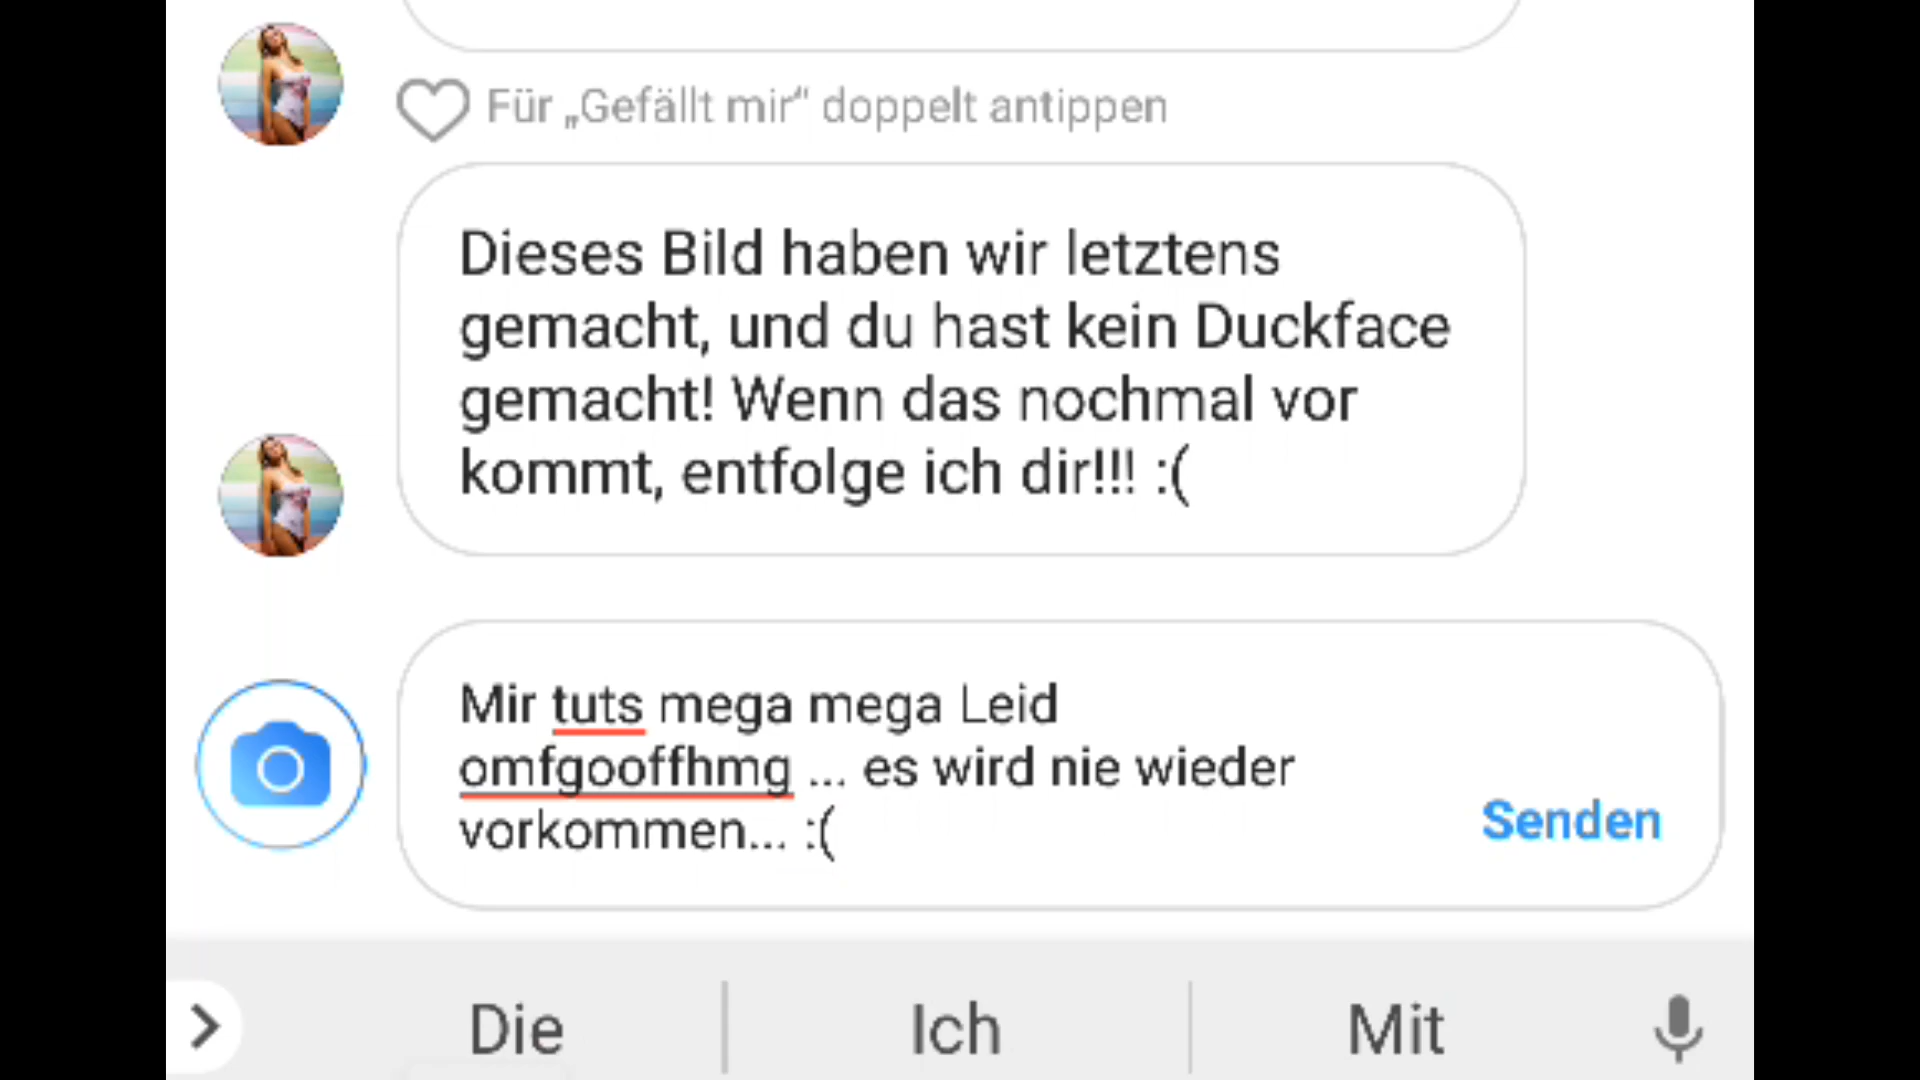 Für „Gefällt mir“ doppelt antippen
Dieses Bild haben wir letztens
gemacht, und du hast kein Duckface
gemacht! Wenn das nochmal vor
kommt, entfolge ich dir!!! :(
Mir tuts mega mega Leid
omfgooffhmg ... es wird nie wieder
vorkommen... :(
Senden
Die
Ich
Mit